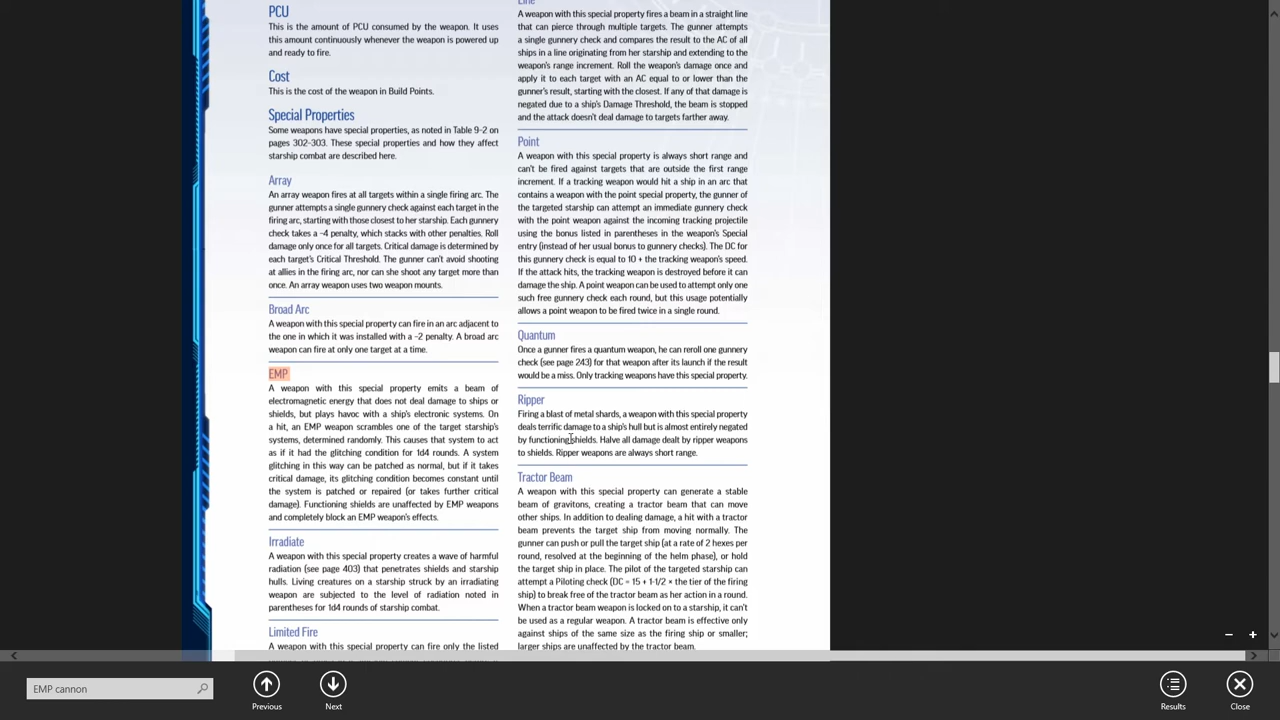 PCU
This is the amount of PCU consumed by the weapon. It uses
this amount continuously whenever the weapon is powered up
and ready to fire.
Cost
This is the cost of the weapon in Build Points.
Special Properties
Some weapons have special properties, as noted in Table 9-2 on
pages 302-303. These special properties and how they affect
starship combat are described here.
Array
An array weapon fires at all targets within a single firing arc. The
gunner attempts a single gunnery check against each target in the
firing arc, starting with those closest to her starship. Each gunnery
check takes a -4 penalty, which stacks with other penalties. Roll
damage only once for all targets. Critical damage is determined by
each target's Critical Threshold. The gunner can't avoid shooting
at allies in the firing arc, nor can she shoot any target more than
once. An array weapon uses two weapon mounts.
Broad Arc
A weapon with this special property can fire in an arc adjacent to
the one in which it was installed with a -2 penalty. A broad arc
weapon can fire at only one target at a time.
EMP
A weapon with this special property emits a beam of
electromagnetic energy that does not deal damage to ships or
shields, but plays havoc with a ship's electronic systems. On
a hit, an EMP weapon scrambles one of the target starship's
systems, determined randomly. This causes that system to act
as if it had the glitching condition for 1d4 rounds. A system
glitching in this way can be patched as normal, but if it takes
critical damage, its glitching condition becomes constant until
the system is patched or repaired (or takes further critical
damage). Functioning shields are unaffected by EMP weapons
and completely block an EMP weapon's effects.
Irradiate
A weapon with this special property creates a wave of harmful
radiation (see page 403) that penetrates shields and starship
hulls. Living creatures on a starship struck by an irradiating
weapon are subjected to the level of radiation noted in
parentheses for 1d4 rounds of starship combat.
Limited Fire
A weapon with this special property can fire only the listed
Line
A weapon with this special property fires a beam in a straight line
that can pierce through multiple targets. The gunner attempts
a single gunnery check and compares the result to the AC of all
ships in a line originating from her starship and extending to the
weapon's range increment. Roll the weapon's damage once and
apply it to each target with an AC equal to or lower than the
gunner's result, starting with the closest. If any of that damage is
negated due to a ship's Damage Threshold, the beam is stopped
and the attack doesn't deal damage to targets farther away.
Point
A weapon with this special property is always short range and
can't be fired against targets that are outside the first range
increment. If a tracking weapon would hit a ship in an arc that
contains a weapon with the point special property, the gunner of
the targeted starship can attempt an immediate gunnery check
with the point weapon against the incoming tracking projectile
using the bonus listed in parentheses in the weapon's Special
entry (instead of her usual bonus to gunnery checks). The DC for
this gunnery check is equal to 10 + the tracking weapon's speed.
If the attack hits, the tracking weapon is destroyed before it can
damage the ship. A point weapon can be used to attempt only one
such free gunnery check each round, but this usage potentially
allows a point weapon to be fired twice in a single round.
Quantum
Once a gunner fires a quantum weapon, he can reroll one gunnery
check (see page 243) for that weapon after its launch if the result
would be a miss. Only tracking weapons have this special property.
Ripper
Firing a blast of metal shards, a weapon with this special property
deals terrific damage to a ship's hull but is almost entirely negated
by functioning shields. Halve all damage dealt by ripper weapons
to shields. Ripper weapons are always short range.
Tractor Beam
A weapon with this special property can generate a stable
beam of gravitons, creating a tractor beam that can move
other ships. In addition to dealing damage, a hit with a tractor
beam prevents the target ship from moving normally. The
gunner can push or pull the target ship (at a rate of 2 hexes per
round, resolved at the beginning of the helm phase), or hold
the target ship in place. The pilot of the targeted starship can
attempt a Piloting check (DC = 15 + 1-1/2 × the tier of the firing
ship) to break free of the tractor beam as her action in a round.
When a tractor beam weapon is locked on to a starship, it can't
be used as a regular weapon. A tractor beam is effective only
against ships of the same size as the firing ship or smaller;
larger ships are unaffected by the tractor beam.
EMP cannon
Previous
Next
Results
Close